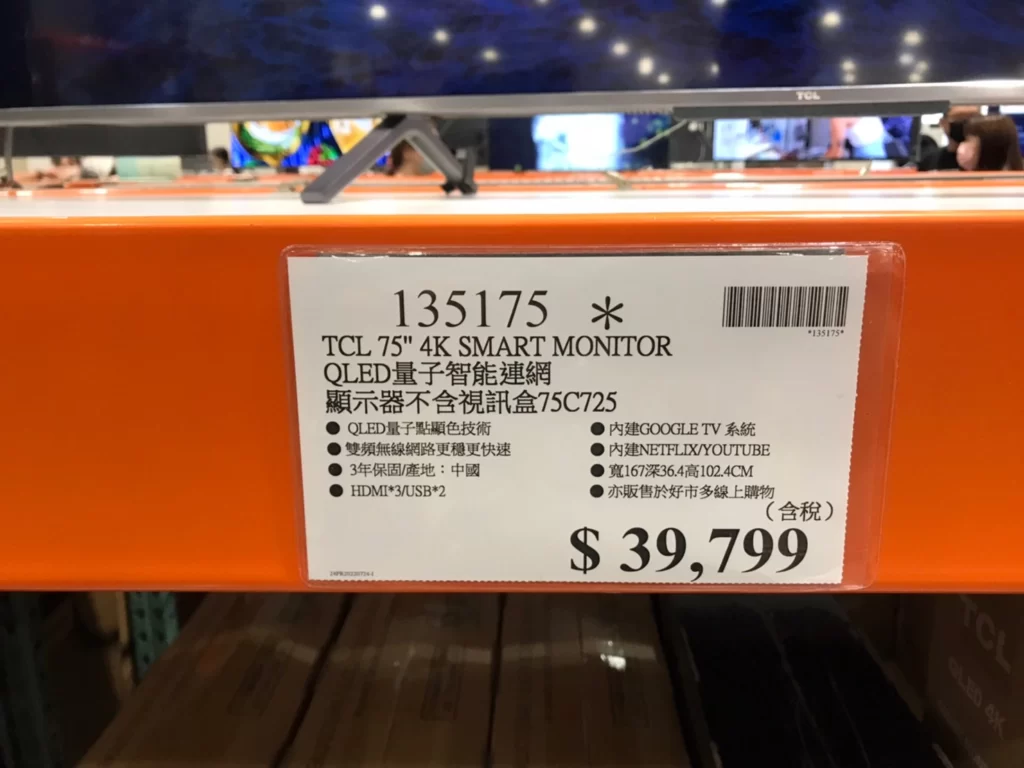 TCL
135175 *
*135175*
TCL 75" 4K SMART MONITOR
QLED量子智能連網
顯示器不含視訊盒75C725
● QLED量子點顯色技術
● 雙頻無線網路更穩更快速
● 3年保固/產地：中國
● HDMI*3/USB*2
● 內建GOOGLE TV 系統
● 內建NETFLIX/YOUTUBE
● 寬167深36.4高102.4CM
● 亦販售於好市多線上購物
（含稅）
$ 39,799
TCL
QLED 4K